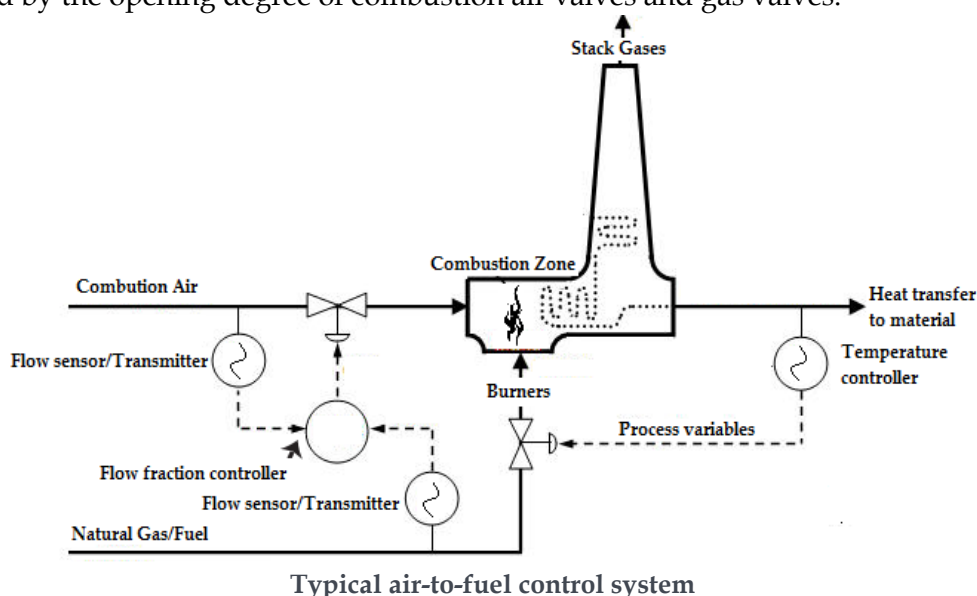 d by the opening degree of combustion air valves and gas valves.
Stack Gases
Combustion Zone
Combution Air
Heat transfer
to material
Flow sensor/Transmitter
Temperature
controller
Burners
Process variables
Flow fraction controller
Flow sensor/Transmitter
Natural Gas/Fuel
Typical air-to-fuel control system